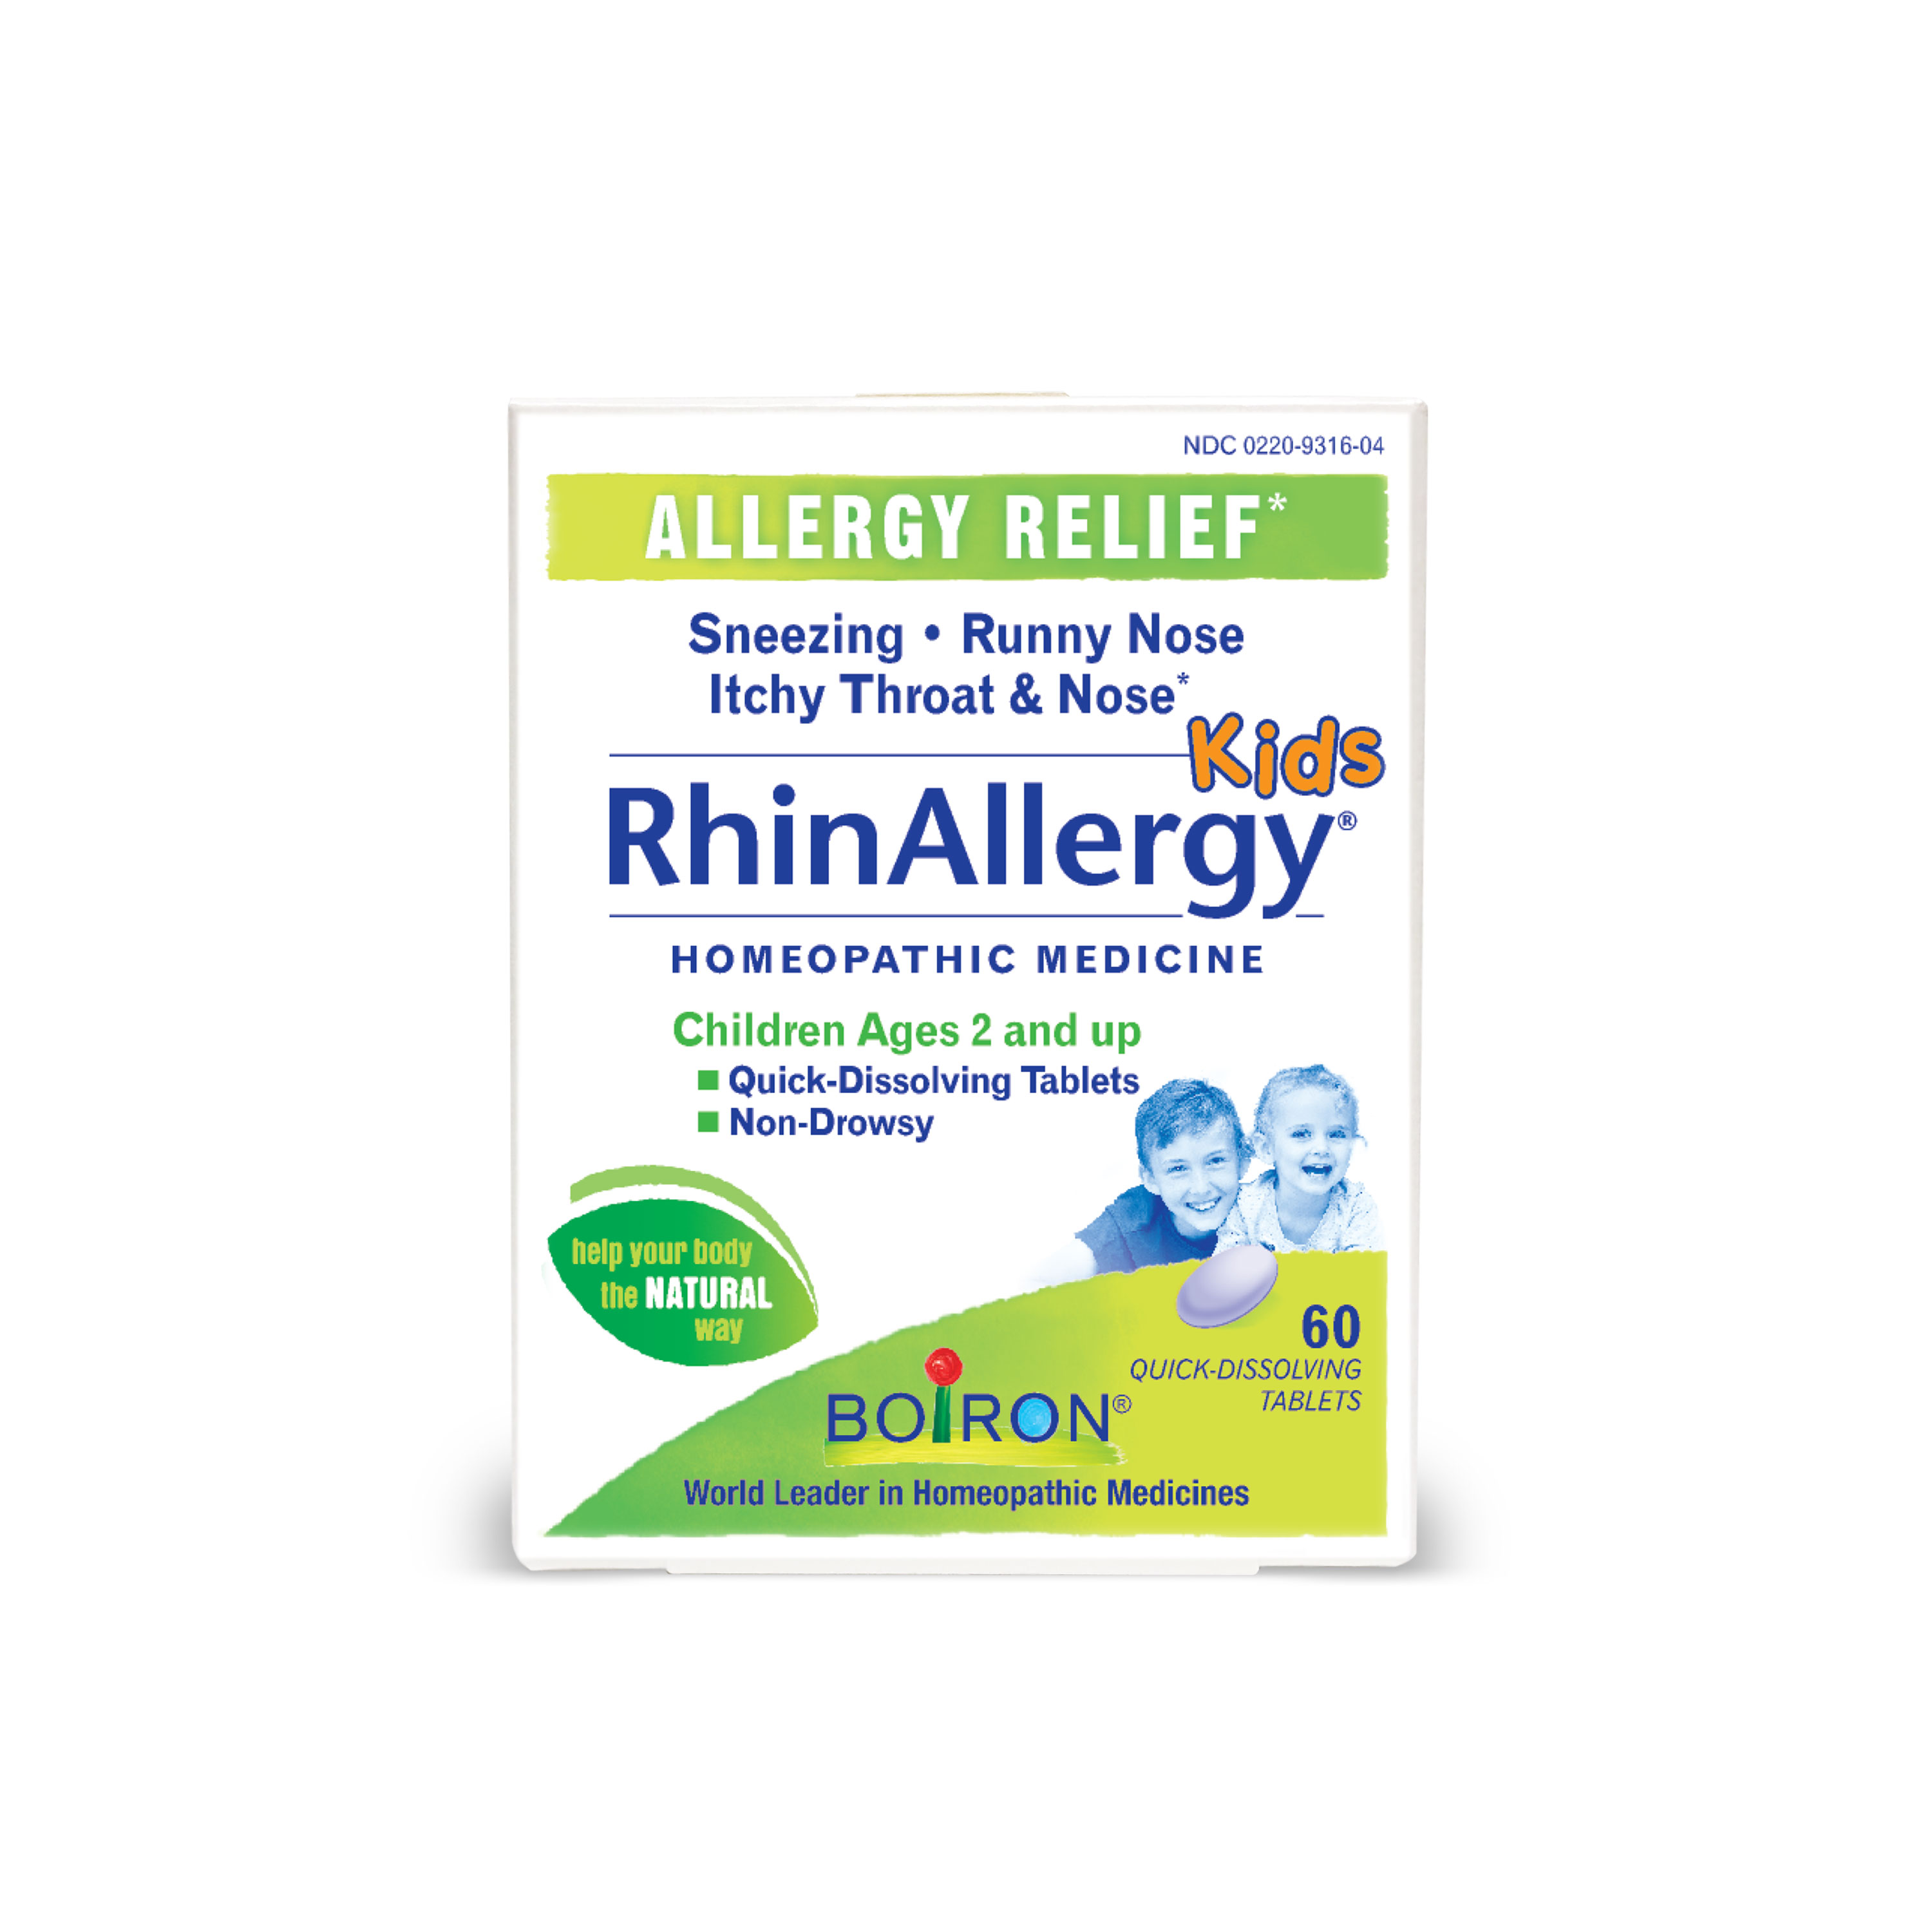 NDC 0220-9316-04
ALLERGY RELIEF*
Sneezing • Runny Nose
Itchy Throat & Nose*
Kids
RhinAllergy®
HOMEOPATHIC MEDICINE
Children Ages 2 and up
■ Quick-Dissolving Tablets
■ Non-Drowsy
help your body
the NATURAL
way
60
QUICK-DISSOLVING
TABLETS
BOIRON®
World Leader in Homeopathic Medicines